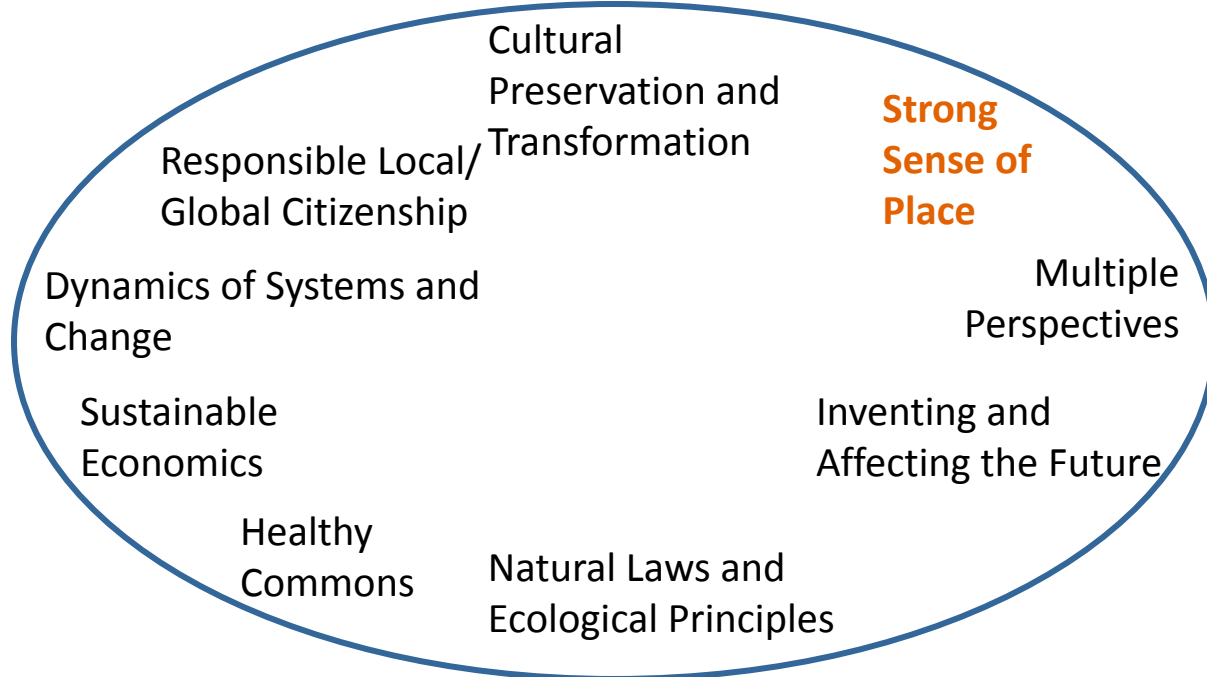 Cultural
Preservation and
Transformation
Strong
Sense of
Place
Responsible Local/
Global Citizenship
Multiple
Perspectives
Dynamics of Systems and
Change
Sustainable
Economics
Inventing and
Affecting the Future
Healthy
Commons
Natural Laws and
Ecological Principles